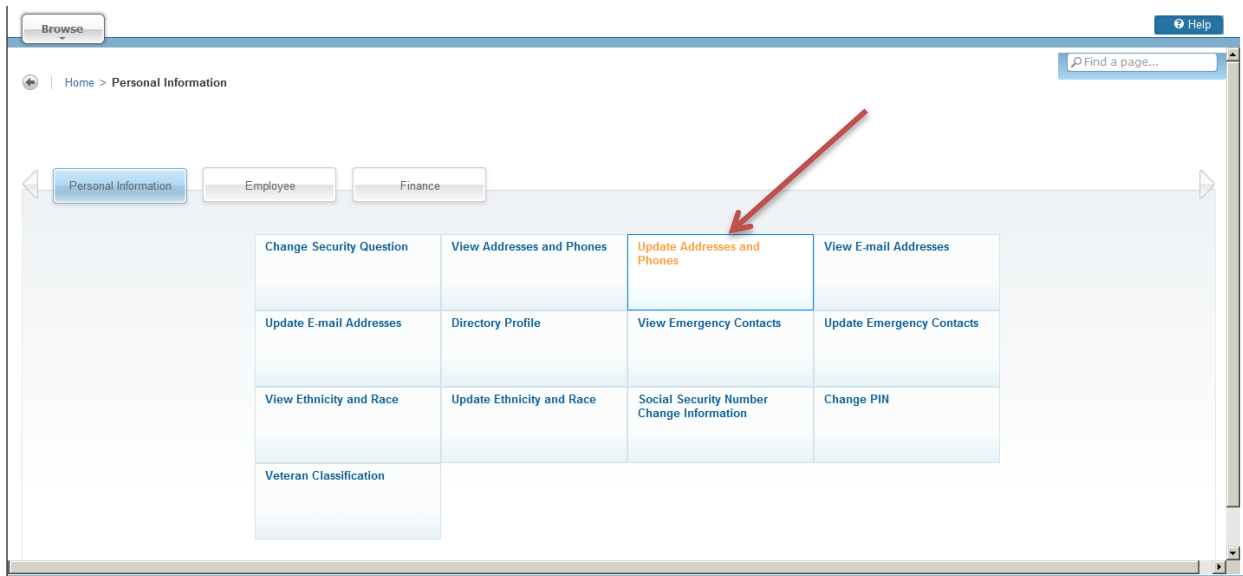 Browse
Help
Find a page...
Home > Personal Information
Personal Information
Employee
Finance
Change Security Question
View Addresses and Phones
Update Addresses and
Phones
View E-mail Addresses
Update E-mail Addresses
Directory Profile
View Emergency Contacts
Update Emergency Contacts
View Ethnicity and Race
Update Ethnicity and Race
Social Security Number
Change Information
Change PIN
Veteran Classification